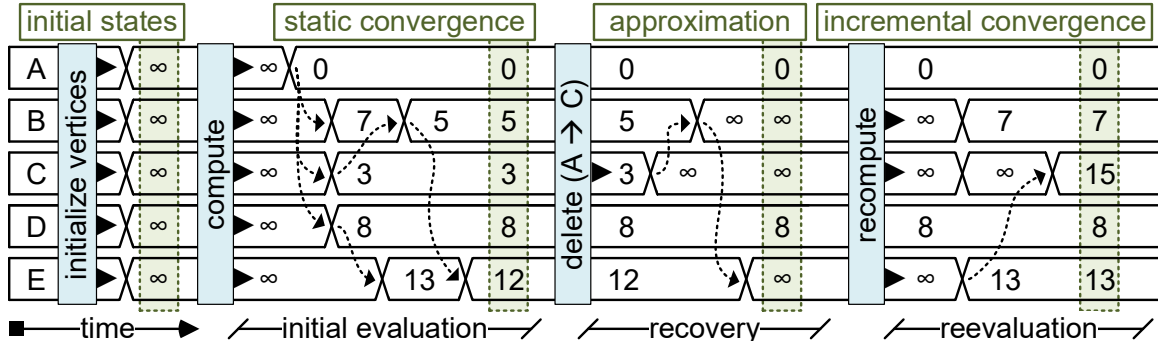 initial states static convergence approximation incremental convergence
A ∞ ∞ 0 0 0 0 0 0
B ∞ ∞ 7 5 5 5 ∞ ∞ ∞ 7 7
C ∞ ∞ 3 3 3 ∞ ∞ ∞ ∞ 15
D ∞ ∞ 8 8 8 8 8 8
E ∞ ∞ 13 12 12 ∞ ∞ 13 13
initialize vertices
compute
delete (A → C)
recompute
time initial evaluation recovery reevaluation